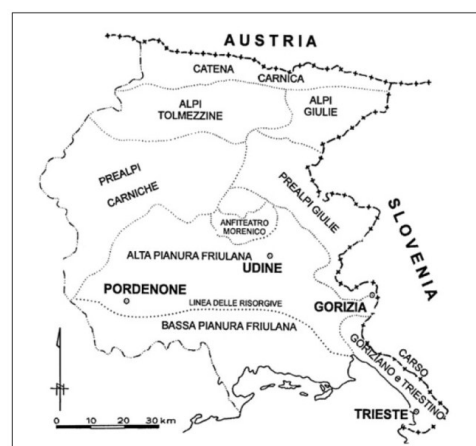 AUSTRIA
CATENA
CARNICA
ALPI
TOLMEZZINE
ALPI
GIULIE
PREALPI
CARNICHE
PREALPI GIULIE
SLOVENIA
ANFITEATRO
MORENICO
ALTA PIANURA FRIULANA
UDINE
PORDENONE
LINEA DELLE RISORGIVE
GORIZIA
BASSA PIANURA FRIULANA
CARSO
GORIZIANO e TRIESTINO
TRIESTE
N
0 10 20 30 km